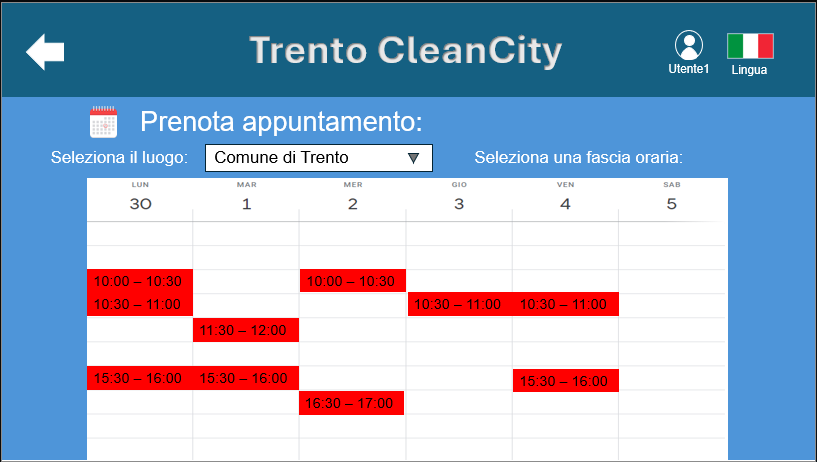 Trento CleanCity
Utente1
Lingua
Prenota appuntamento:
Seleziona il luogo: Comune di Trento Seleziona una fascia oraria:
LUN MAR MER GIO VEN SAB
30 1 2 3 4 5
10:00 – 10:30 10:00 – 10:30
10:30 – 11:00 10:30 – 11:00 10:30 – 11:00
11:30 – 12:00
15:30 – 16:00 15:30 – 16:00 15:30 – 16:00
16:30 – 17:00